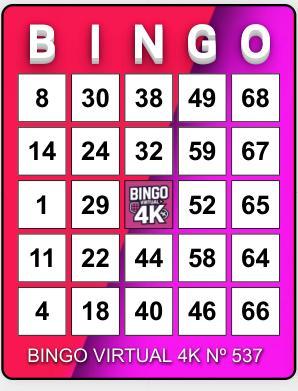 BINGO
8 30 38 49 68
14 24 32 59 67
1 29 BINGO VIRTUAL 4K 52 65
11 22 44 58 64
4 18 40 46 66
BINGO VIRTUAL 4K Nº 537